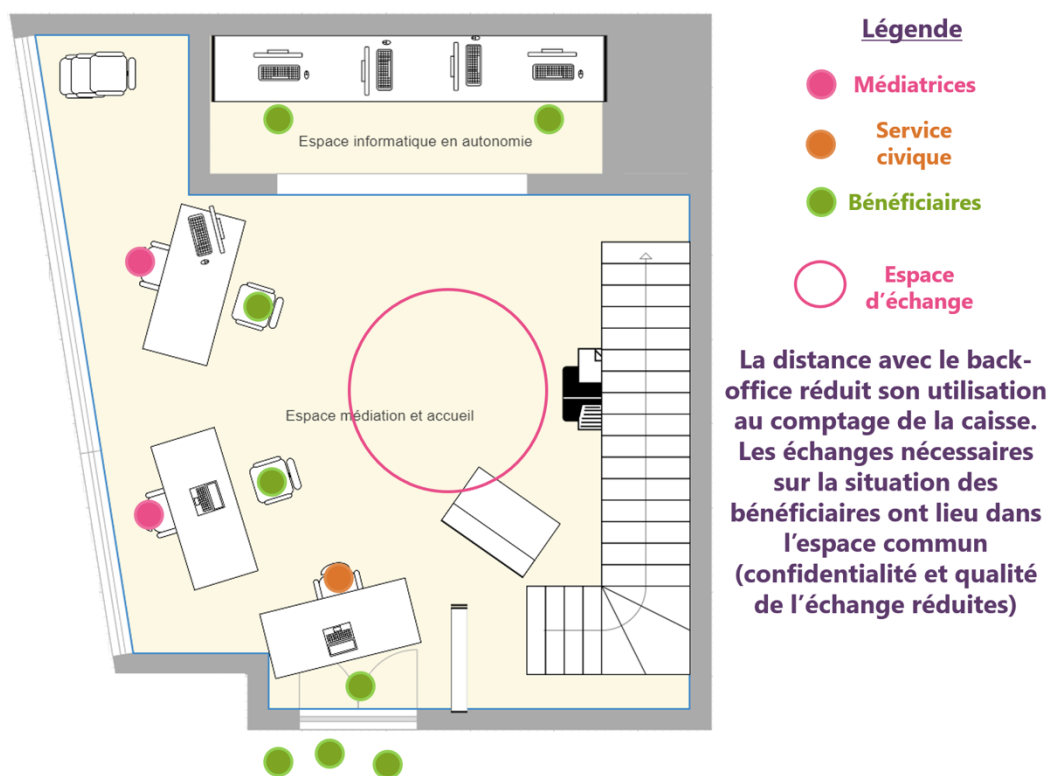 Légende
Médiatrices
Service
civique
Bénéficiaires
Espace
d'échange
La distance avec le back-
office réduit son utilisation
au comptage de la caisse.
Les échanges nécessaires
sur la situation des
bénéficiaires ont lieu dans
l'espace commun
(confidentialité et qualité
de l'échange réduites)
Espace informatique en autonomie
Espace médiation et accueil